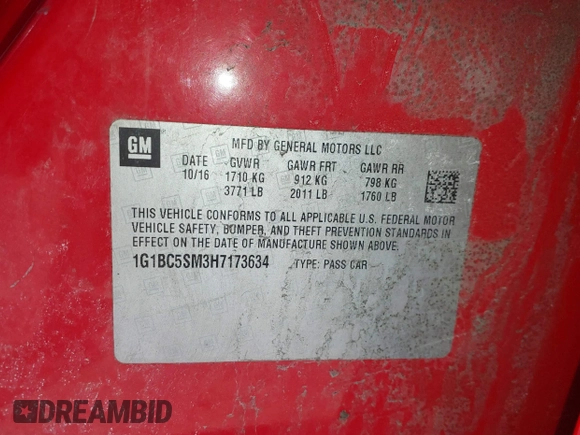 GM
MFD BY GENERAL MOTORS LLC
DATE GVWR GAWR FRT GAWR RR
10/16 1710 KG 912 KG 798 KG
3771 LB 2011 LB 1760 LB
THIS VEHICLE CONFORMS TO ALL APPLICABLE U.S. FEDERAL MOTOR
VEHICLE SAFETY, BUMPER, AND THEFT PREVENTION STANDARDS IN
EFFECT ON THE DATE OF MANUFACTURE SHOWN ABOVE.
1G1BC5SM3H7173634 TYPE: PASS CAR
DREAMBID